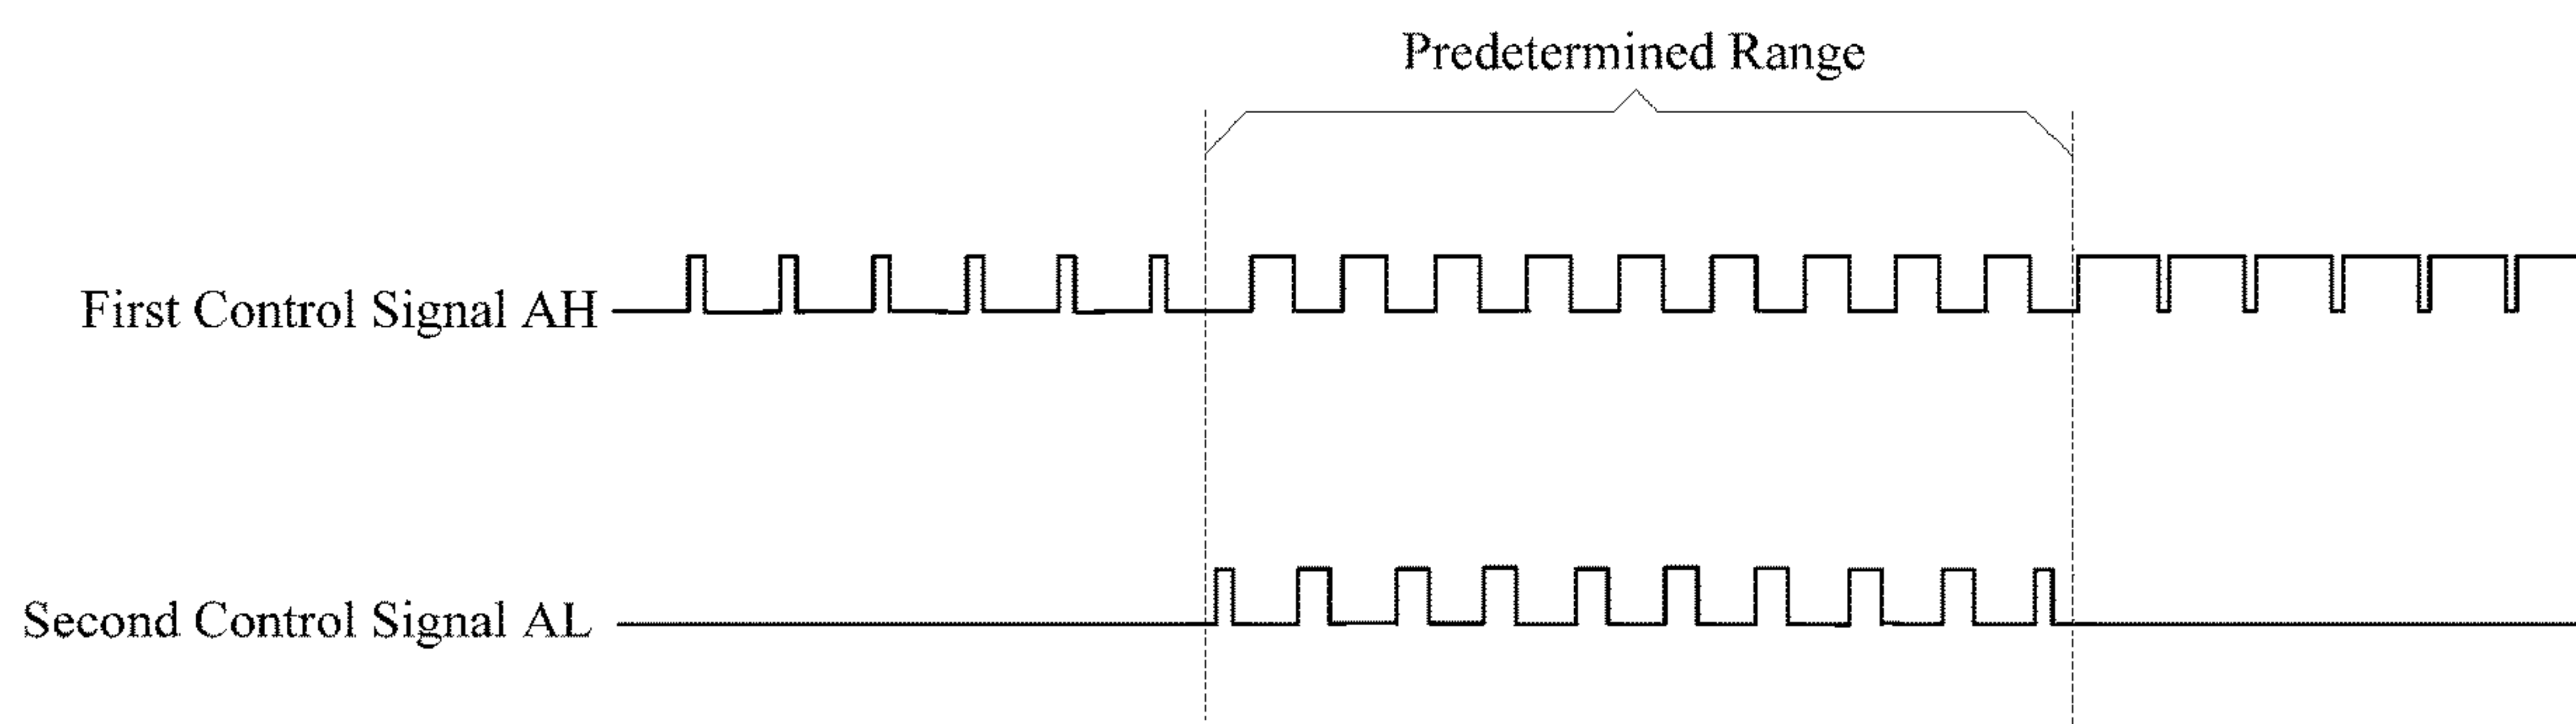 Predetermined Range
First Control Signal AH
Second Control Signal AL